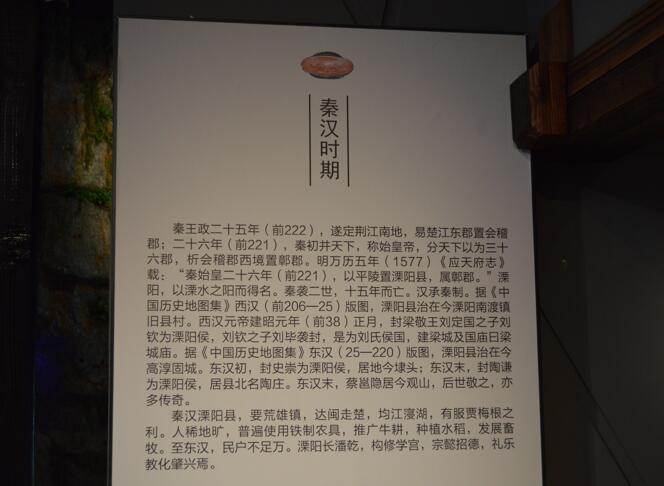 秦汉时期
秦王政二十五年（前222），遂定荆江南地，易楚江东郡置会稽
郡；二十六年（前221），秦初并天下，称始皇帝，分天下以为三十
六郡，析会稽郡西境置鄣郡。明万历五年（1577）《应天府志》
载：“秦始皇二十六年（前221），以平陵置溧阳县，属鄣郡。”溧
阳，以溧水之阳而得名。秦袭二世，十五年而亡。汉承秦制。据《中
国历史地图集》西汉（前206—25）版图，溧阳县治在今溧阳南渡镇
旧县村。西汉元帝建昭元年（前38）正月，封梁敬王刘定国之子刘
钦为溧阳侯，刘钦之子刘毕袭封，是为刘氏侯国，建梁城及国庙曰梁
城庙。据《中国历史地图集》东汉（25—220）版图，溧阳县治在今
高淳固城。东汉初，封史崇为溧阳侯，居地今埭头；东汉末，封陶谦
为溧阳侯，居县北名陶庄。东汉末，蔡邕隐居今观山，后世敬之，亦
多传奇。
秦汉溧阳县，要荒雄镇，达闽走楚，均江寖湖，有服贾梅根之
利。人稀地旷，普遍使用铁制农具，推广牛耕，种植水稻，发展畜
牧。至东汉，民户不足万。溧阳长潘乾，构修学宫，宗懿招德，礼乐
教化肇兴焉。